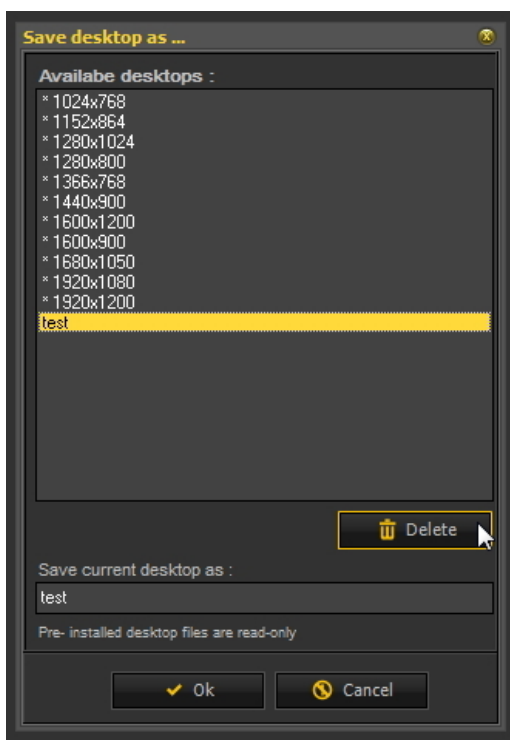 Save desktop as ...
Availabe desktops :
* 1024x768
* 1152x864
* 1280x1024
* 1280x800
* 1366x768
* 1440x900
* 1600x1200
* 1600x900
* 1680x1050
* 1920x1080
* 1920x1200
test
Delete
Save current desktop as :
test
Pre- installed desktop files are read-only
Ok Cancel